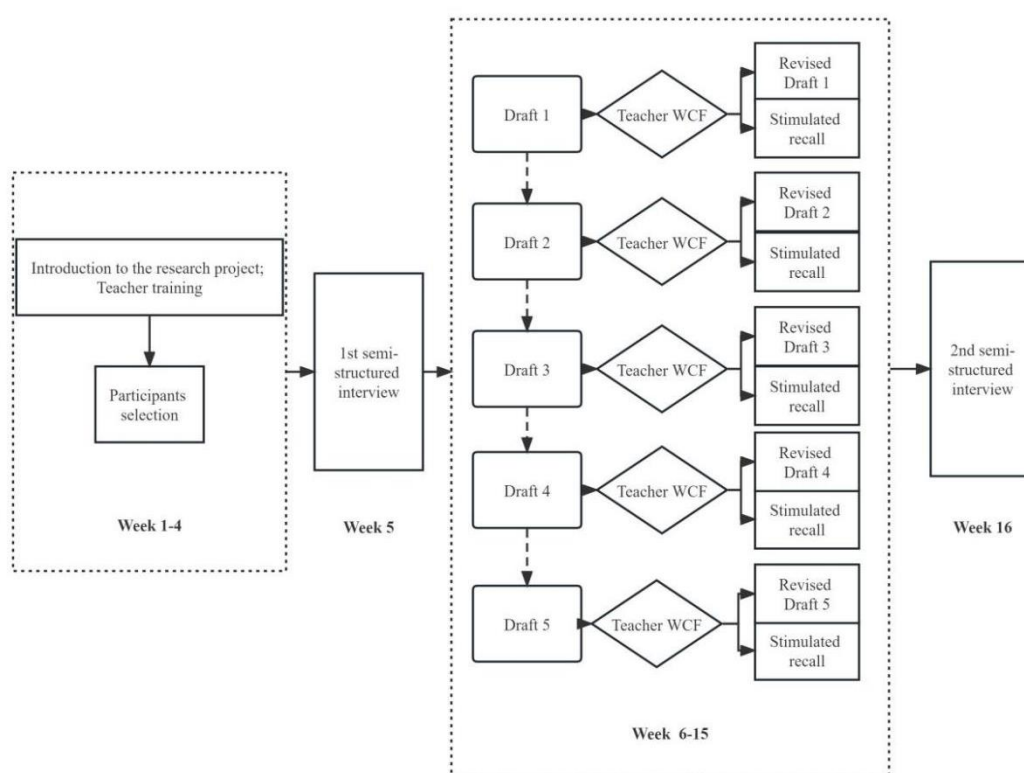 Introduction to the research project;
Teacher training
Participants
selection
Week 1-4
1st semi-
structured
interview
Week 5
Draft 1
Teacher WCF
Revised
Draft 1
Stimulated
recall
Draft 2
Teacher WCF
Revised
Draft 2
Stimulated
recall
Draft 3
Teacher WCF
Revised
Draft 3
Stimulated
recall
Draft 4
Teacher WCF
Revised
Draft 4
Stimulated
recall
Draft 5
Teacher WCF
Revised
Draft 5
Stimulated
recall
Week 6-15
2nd semi-
structured
interview
Week 16